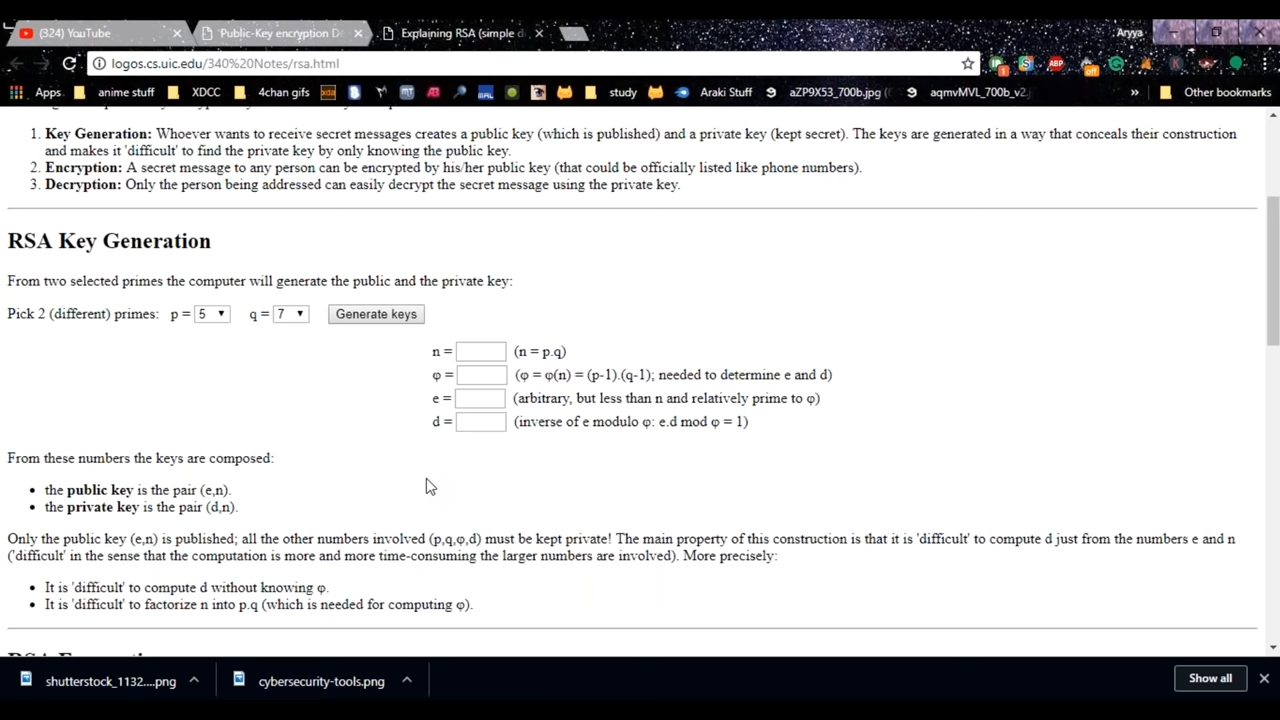 (324) YouTube
Public-Key encryption De
Explaining RSA (simple d
Aryya
logos.cs.uic.edu/340%20Notes/rsa.html
Apps anime stuff XDCC 4chan gifs study Araki Stuff aZP9X53_700b.jpg ( aqmvMVL_700b_v2.j » Other bookmarks
1. Key Generation: Whoever wants to receive secret messages creates a public key (which is published) and a private key (kept secret). The keys are generated in a way that conceals their construction
and makes it 'difficult' to find the private key by only knowing the public key.
2. Encryption: A secret message to any person can be encrypted by his/her public key (that could be officially listed like phone numbers).
3. Decryption: Only the person being addressed can easily decrypt the secret message using the private key.
RSA Key Generation
From two selected primes the computer will generate the public and the private key:
Pick 2 (different) primes: p = 5 q = 7 Generate keys
n = (n = p.q)
φ = (φ = φ(n) = (p-1).(q-1); needed to determine e and d)
e = (arbitrary, but less than n and relatively prime to φ)
d = (inverse of e modulo φ: e.d mod φ = 1)
From these numbers the keys are composed:
• the public key is the pair (e,n).
• the private key is the pair (d,n).
Only the public key (e,n) is published; all the other numbers involved (p,q,φ,d) must be kept private! The main property of this construction is that it is 'difficult' to compute d just from the numbers e and n
('difficult' in the sense that the computation is more and more time-consuming the larger numbers are involved). More precisely:
• It is 'difficult' to compute d without knowing φ.
• It is 'difficult' to factorize n into p.q (which is needed for computing φ).
shutterstock_1132....png
cybersecurity-tools.png
Show all